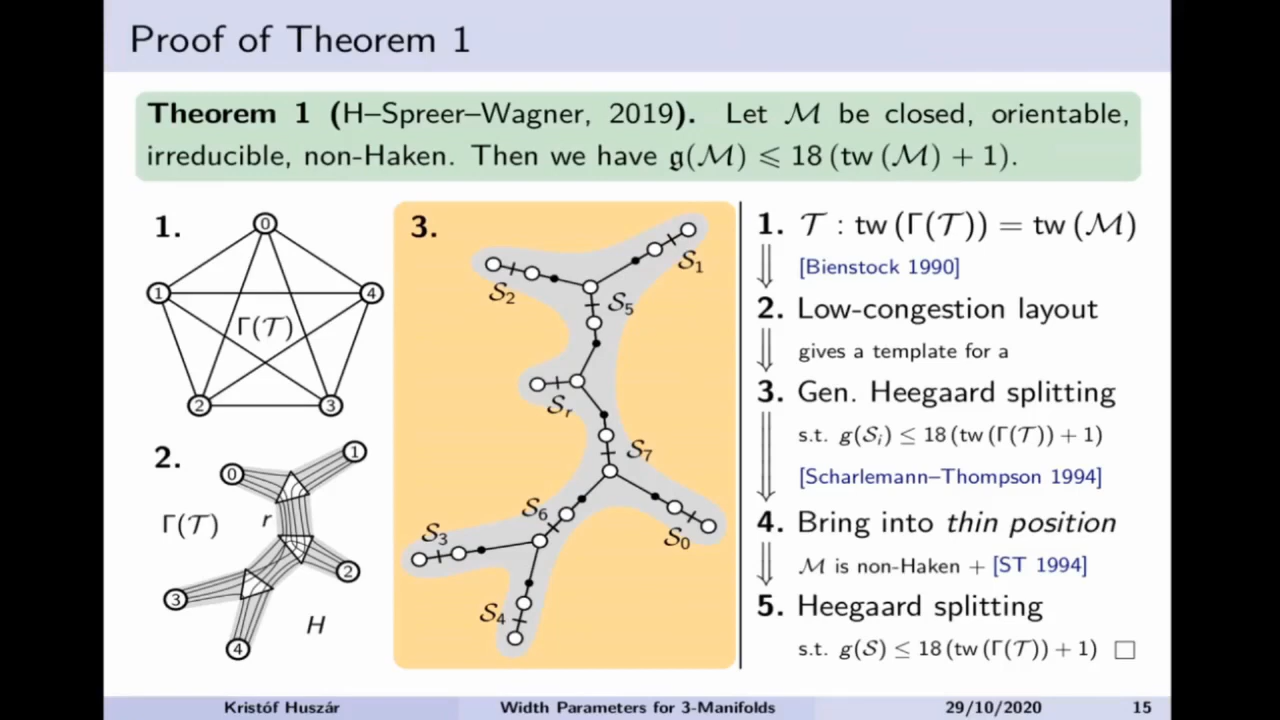 Proof of Theorem 1
Theorem 1 (H–Spreer–Wagner, 2019). Let ℳ be closed, orientable,
irreducible, non-Haken. Then we have 𝔤(ℳ) ⩽ 18 (tw (ℳ) + 1).
1.
0
1
4
Γ(𝒯)
2
3
2.
0
1
Γ(𝒯)
r
2
3
H
4
3.
S₁
S₂
S₅
Sᵣ
S₇
S₆
S₃
S₀
S₄
1. 𝒯 : tw (Γ(𝒯)) = tw (ℳ)
⇓ [Bienstock 1990]
2. Low-congestion layout
⇓ gives a template for a
3. Gen. Heegaard splitting
⇓ s.t. g(𝒮ᵢ) ≤ 18 (tw (Γ(𝒯)) + 1)
[Scharlemann–Thompson 1994]
4. Bring into thin position
⇓ ℳ is non-Haken + [ST 1994]
5. Heegaard splitting
s.t. g(𝒮) ≤ 18 (tw (Γ(𝒯)) + 1) □
Kristóf Huszár Width Parameters for 3-Manifolds 29/10/2020 15